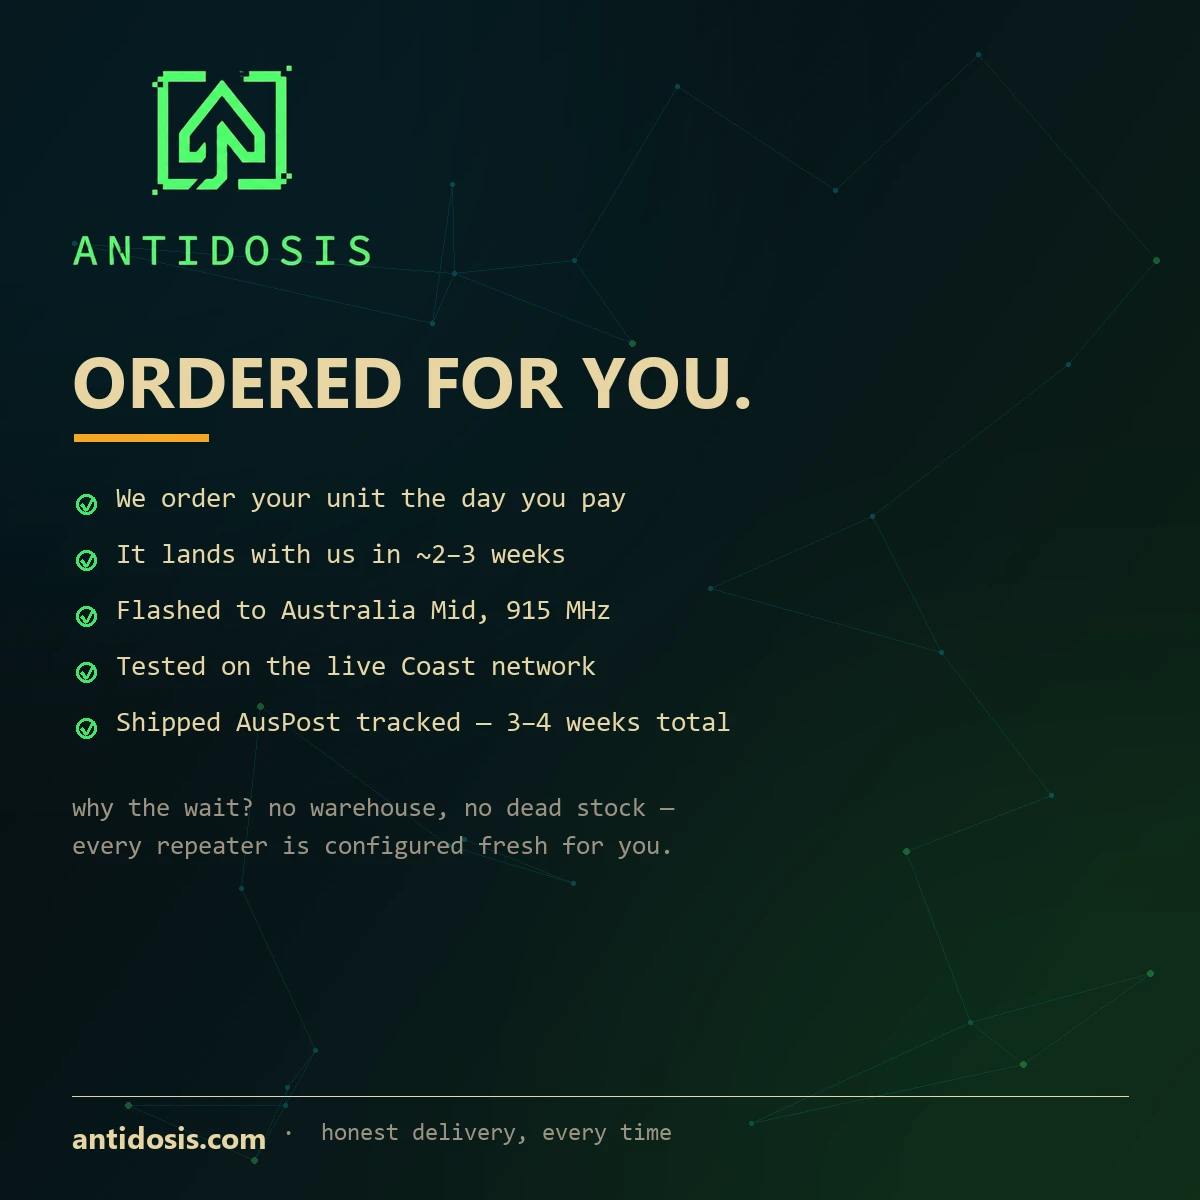 ANTIDOSIS
ORDERED FOR YOU.
We order your unit the day you pay
It lands with us in ~2–3 weeks
Flashed to Australia Mid, 915 MHz
Tested on the live Coast network
Shipped AusPost tracked — 3–4 weeks total
why the wait? no warehouse, no dead stock —
every repeater is configured fresh for you.
antidosis.com · honest delivery, every time